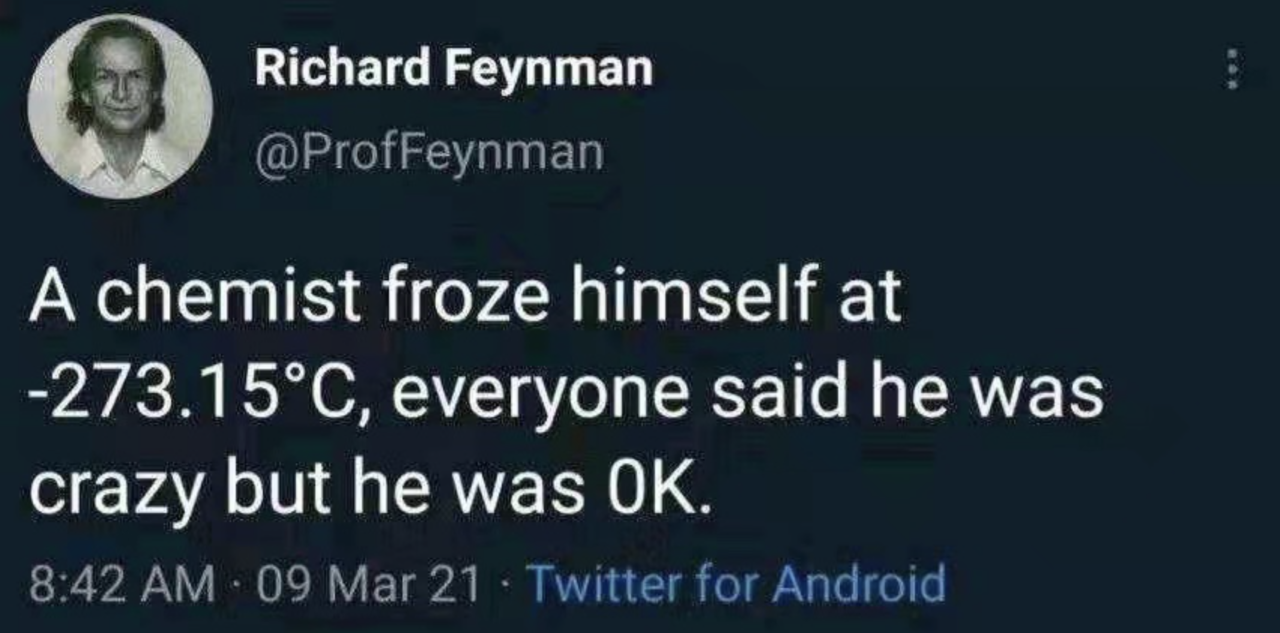 Richard Feynman
@ProfFeynman
A chemist froze himself at
-273.15°C, everyone said he was
crazy but he was 0K.
8:42 AM · 09 Mar 21 · Twitter for Android